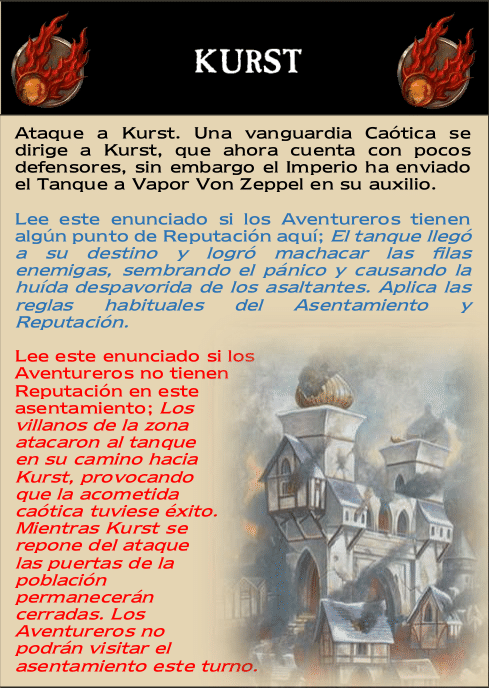 KURST
Ataque a Kurst. Una vanguardia Caótica se
dirige a Kurst, que ahora cuenta con pocos
defensores, sin embargo el Imperio ha enviado
el Tanque a Vapor Von Zeppel en su auxilio.
Lee este enunciado si los Aventureros tienen
algún punto de Reputación aquí; El tanque llegó
a su destino y logró machacar las filas
enemigas, sembrando el pánico y causando la
huída despavorida de los asaltantes. Aplica las
reglas habituales del Asentamiento y
Reputación.
Lee este enunciado si los
Aventureros no tienen
Reputación en este
asentamiento; Los
villanos de la zona
atacaron al tanque
en su camino hacia
Kurst, provocando
que la acometida
caótica tuviese éxito.
Mientras Kurst se
repone del ataque
las puertas de la
población
permanecerán
cerradas. Los
Aventureros no
podrán visitar el
asentamiento este turno.